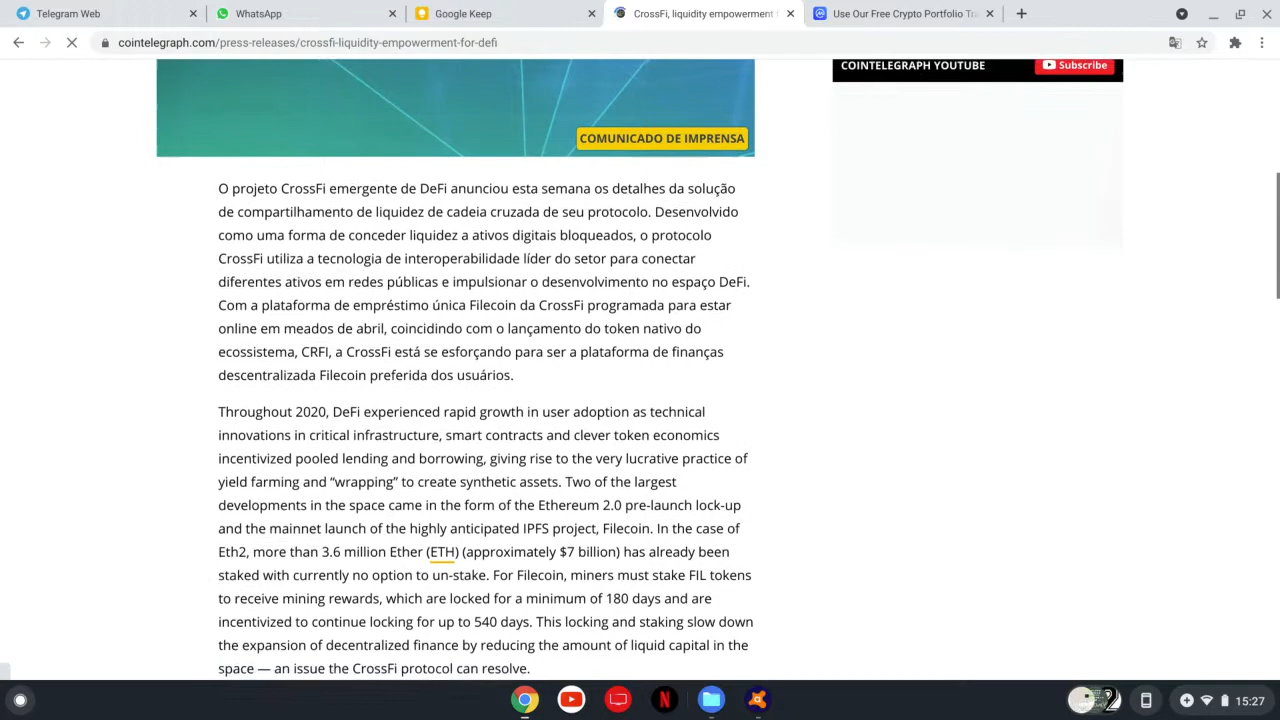 Telegram Web
WhatsApp
Google Keep
CrossFi, liquidity empowerment
Use Our Free Crypto Portfolio Tra
cointelegraph.com/press-releases/crossfi-liquidity-empowerment-for-defi
COINTELEGRAPH YOUTUBE
Subscribe
COMUNICADO DE IMPRENSA
O projeto CrossFi emergente de DeFi anunciou esta semana os detalhes da solução
de compartilhamento de liquidez de cadeia cruzada de seu protocolo. Desenvolvido
como uma forma de conceder liquidez a ativos digitais bloqueados, o protocolo
CrossFi utiliza a tecnologia de interoperabilidade líder do setor para conectar
diferentes ativos em redes públicas e impulsionar o desenvolvimento no espaço DeFi.
Com a plataforma de empréstimo única Filecoin da CrossFi programada para estar
online em meados de abril, coincidindo com o lançamento do token nativo do
ecossistema, CRFI, a CrossFi está se esforçando para ser a plataforma de finanças
descentralizada Filecoin preferida dos usuários.
Throughout 2020, DeFi experienced rapid growth in user adoption as technical
innovations in critical infrastructure, smart contracts and clever token economics
incentivized pooled lending and borrowing, giving rise to the very lucrative practice of
yield farming and “wrapping” to create synthetic assets. Two of the largest
developments in the space came in the form of the Ethereum 2.0 pre-launch lock-up
and the mainnet launch of the highly anticipated IPFS project, Filecoin. In the case of
Eth2, more than 3.6 million Ether (ETH) (approximately $7 billion) has already been
staked with currently no option to un-stake. For Filecoin, miners must stake FIL tokens
to receive mining rewards, which are locked for a minimum of 180 days and are
incentivized to continue locking for up to 540 days. This locking and staking slow down
the expansion of decentralized finance by reducing the amount of liquid capital in the
space — an issue the CrossFi protocol can resolve.
N
2
15:27